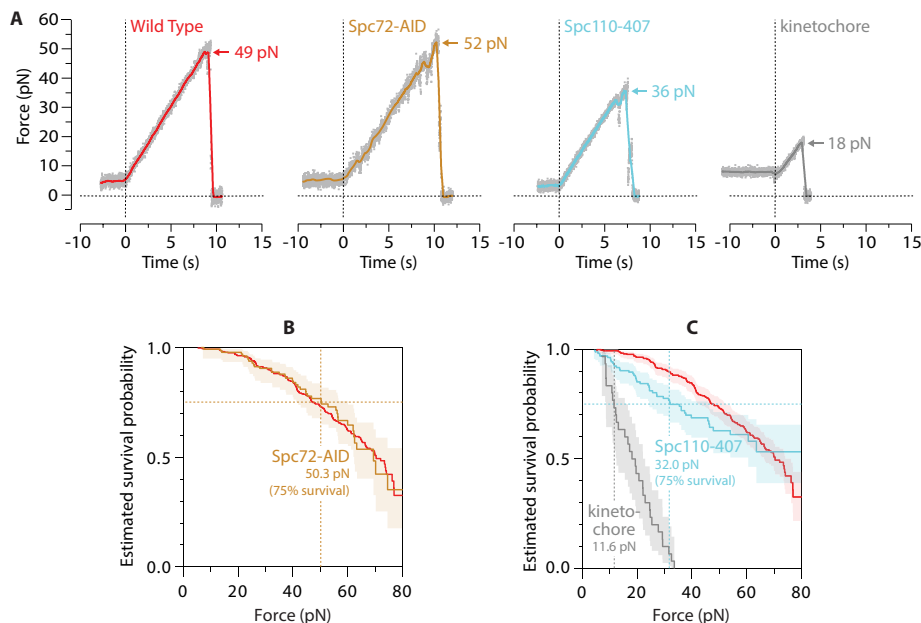 A
Wild Type
Spc72-AID
Spc110-407
kinetochore
Force (pN)
60
50
40
30
20
10
0
49 pN
52 pN
36 pN
18 pN
-10 0 5 10 15
-10 0 5 10 15
-10 0 5 10 15
-10 0 5 10 15
Time (s)
Time (s)
Time (s)
Time (s)
B
Estimated survival probability
1.0
0.5
0.0
Spc72-AID
50.3 pN
(75% survival)
0 20 40 60 80
Force (pN)
C
Estimated survival probability
1.0
0.5
0.0
Spc110-407
32.0 pN
(75% survival)
kineto-
chore
11.6 pN
0 20 40 60 80
Force (pN)